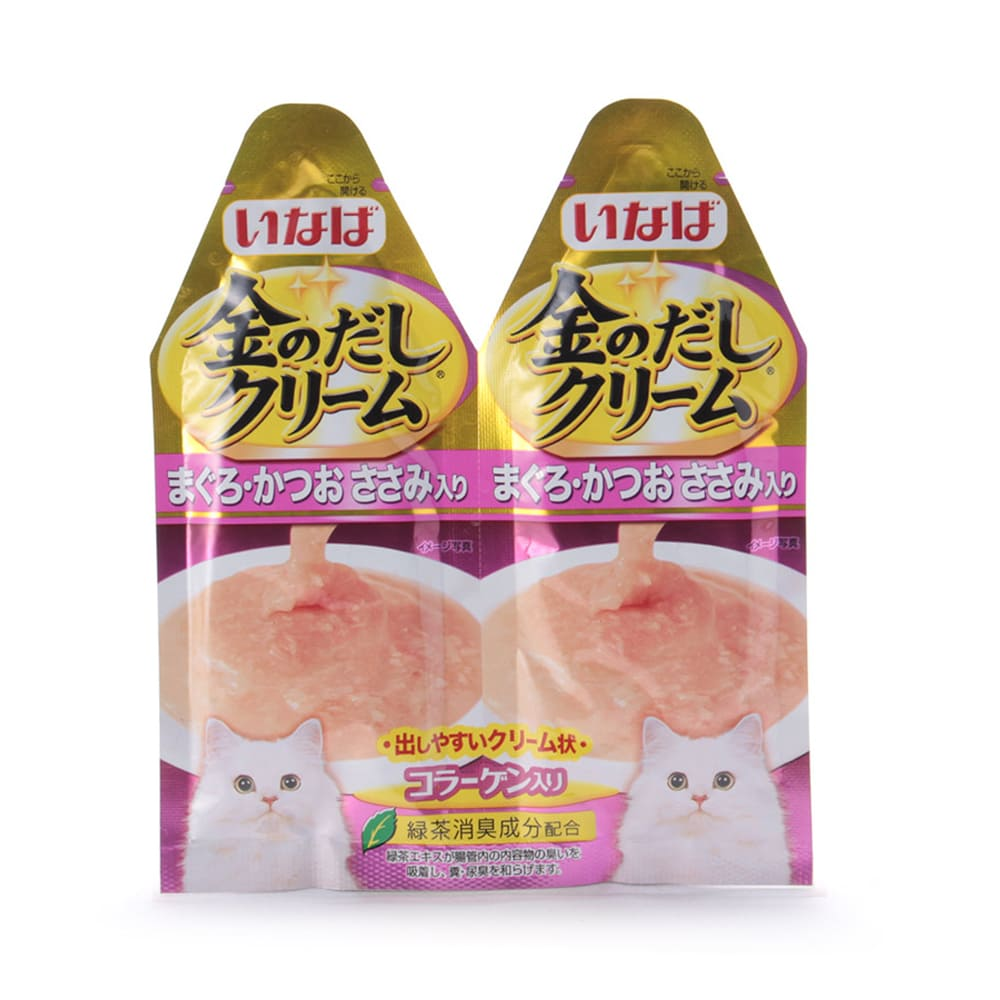 ここから
開ける
いなば
金のだし
クリーム®
まぐろ・かつお ささみ入り
イメージ写真
ここから
開ける
いなば
金のだし
クリーム®
まぐろ・かつお ささみ入り
イメージ写真
・出しやすいクリーム状・
コラーゲン入り
緑茶消臭成分配合
緑茶エキスが腸管内の内容物の臭いを
吸着し、糞・尿臭を和らげます。